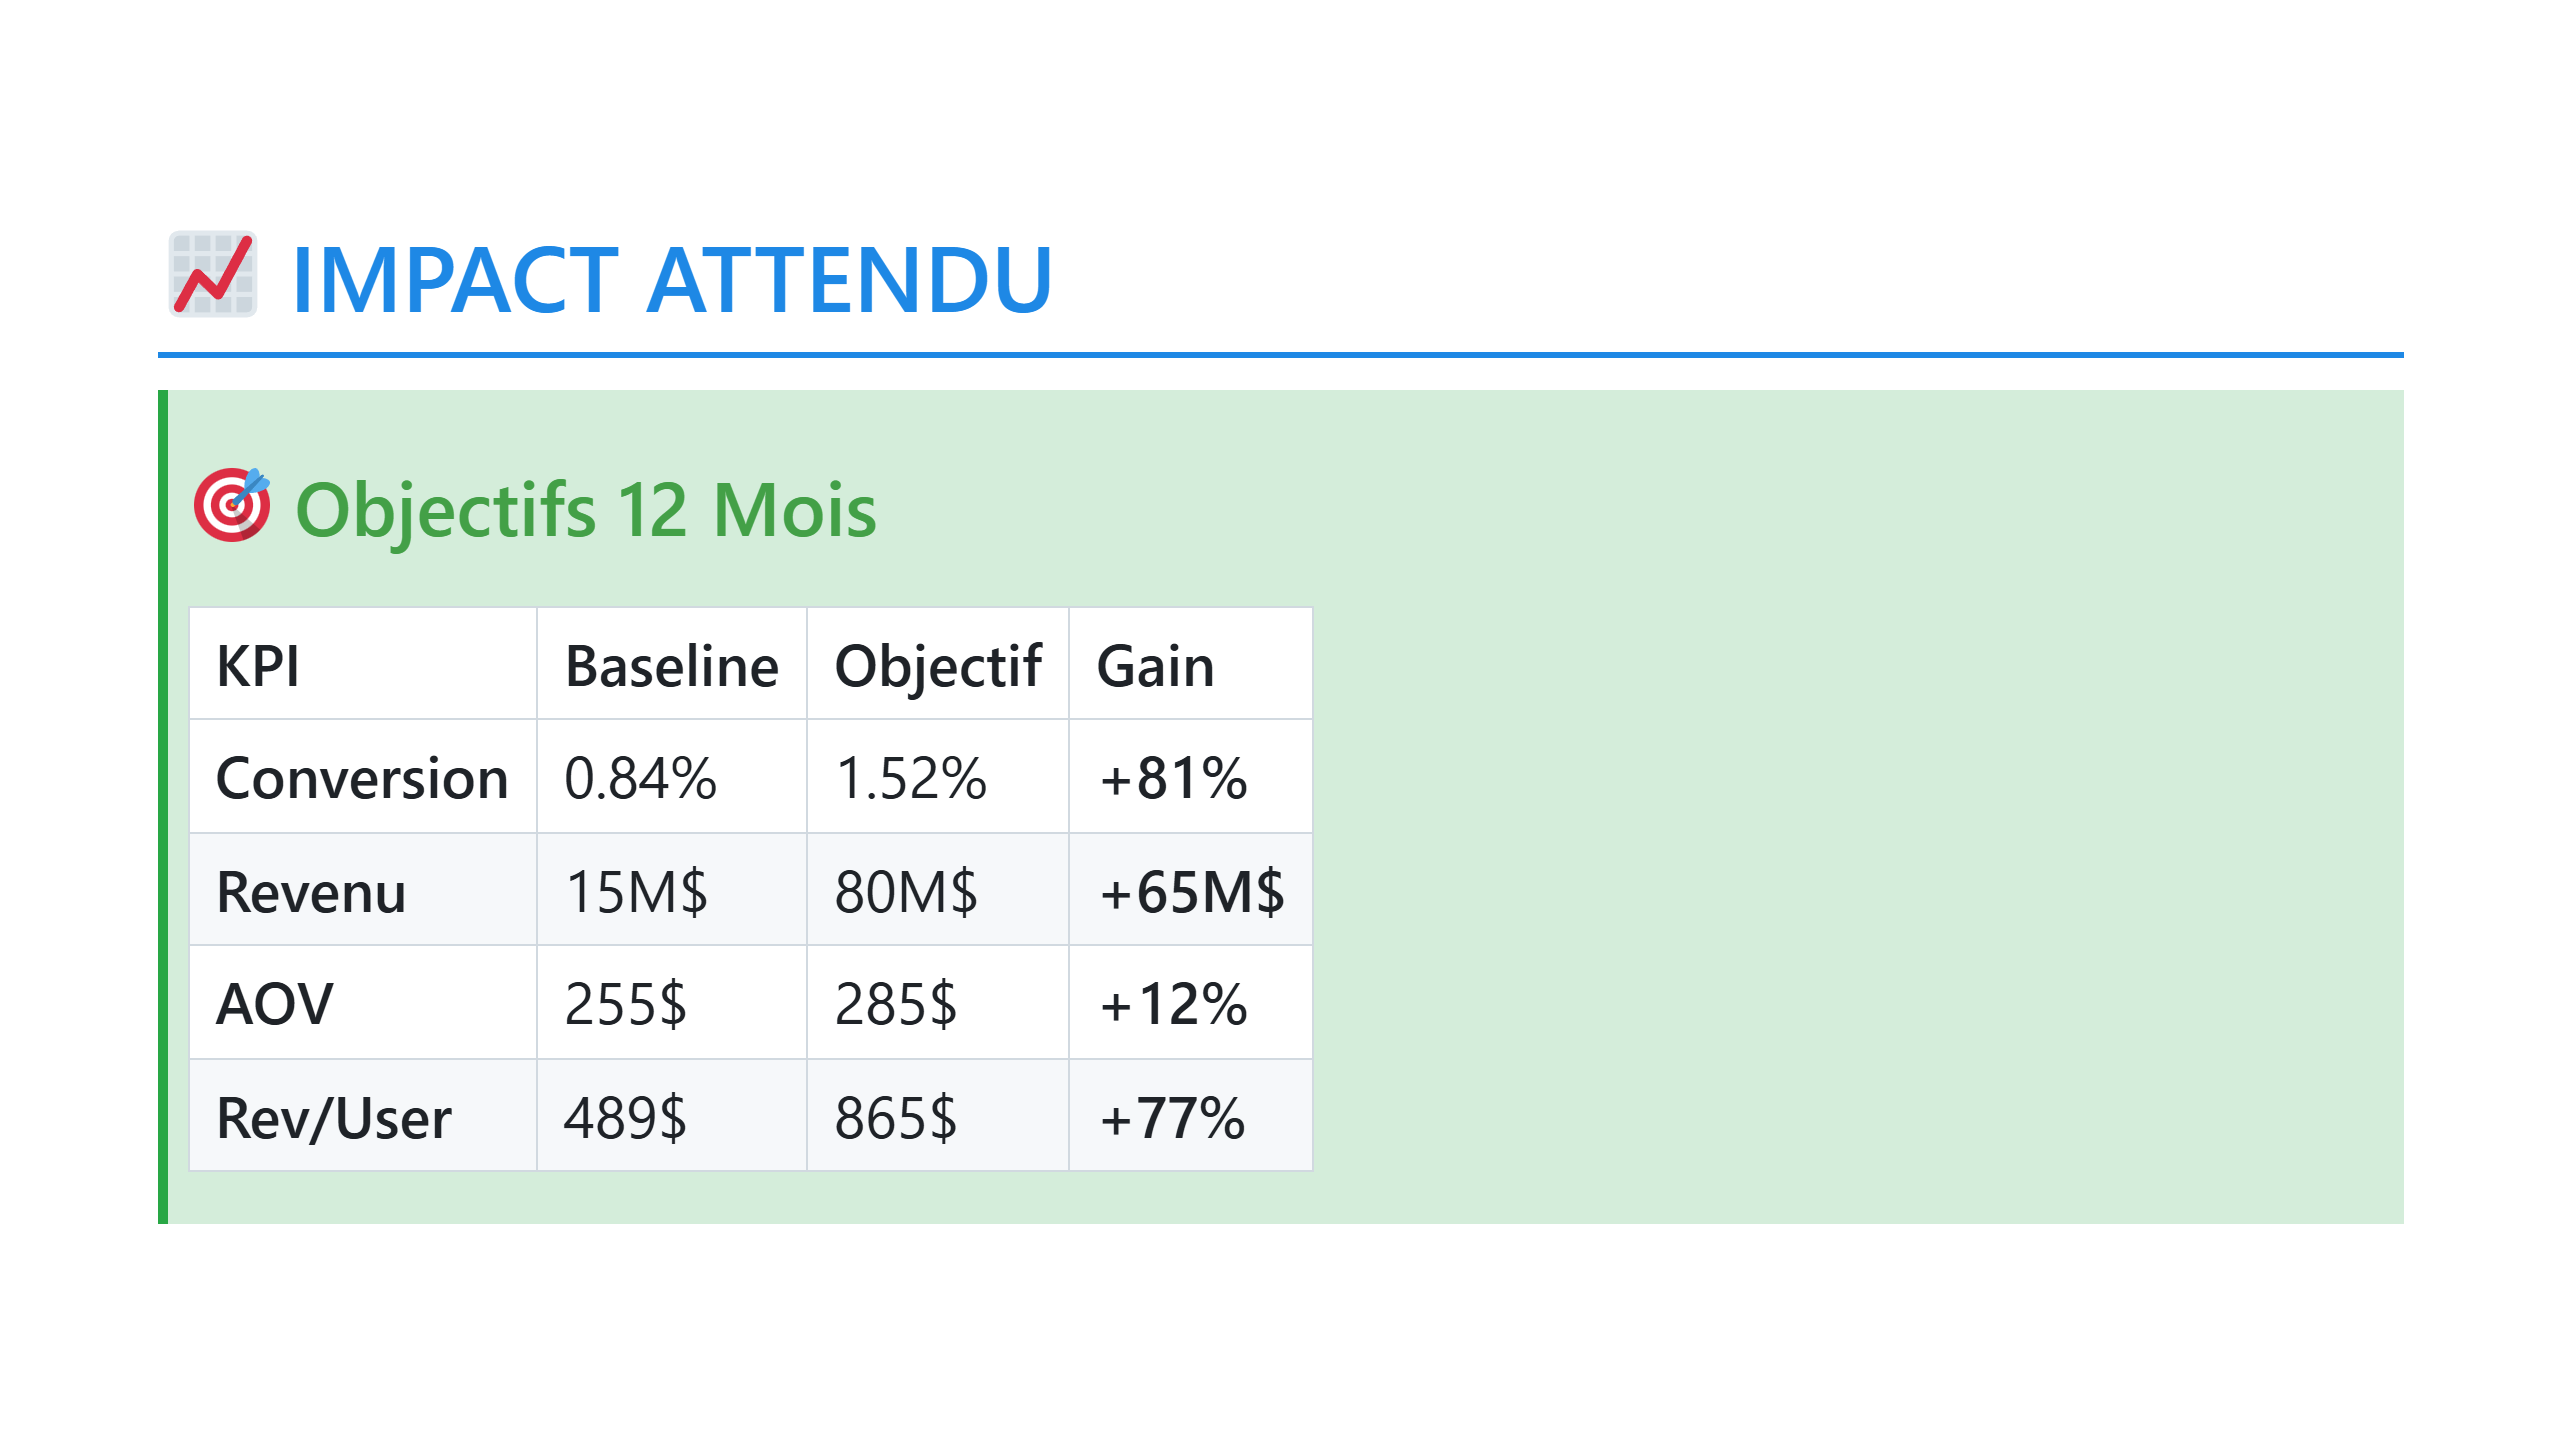 IMPACT ATTENDU
Objectifs 12 Mois
KPI Baseline Objectif Gain
Conversion 0.84% 1.52% +81%
Revenu 15M$ 80M$ +65M$
AOV 255$ 285$ +12%
Rev/User 489$ 865$ +77%